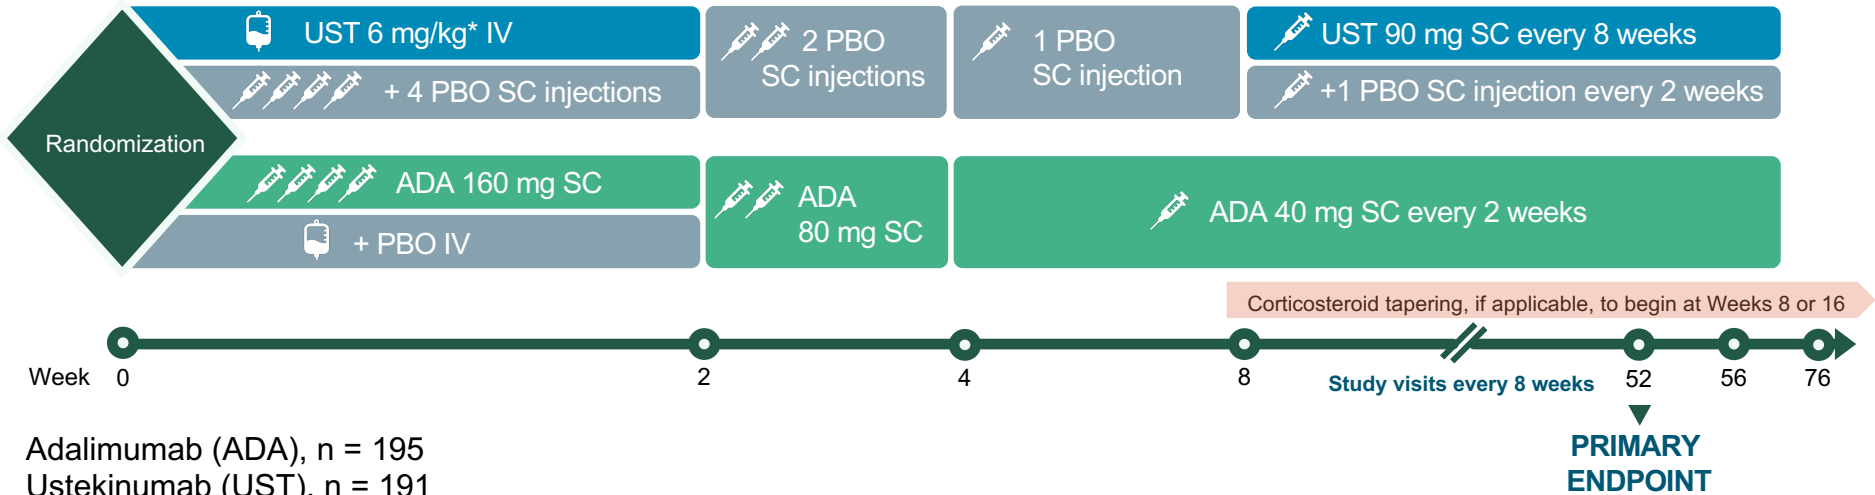 Randomization
UST 6 mg/kg* IV
+ 4 PBO SC injections
2 PBO
SC injections
1 PBO
SC injection
UST 90 mg SC every 8 weeks
+1 PBO SC injection every 2 weeks
ADA 160 mg SC
+ PBO IV
ADA
80 mg SC
ADA 40 mg SC every 2 weeks
Corticosteroid tapering, if applicable, to begin at Weeks 8 or 16
Week 0 2 4 8 Study visits every 8 weeks 52 56 76
PRIMARY
ENDPOINT
Adalimumab (ADA), n = 195
Ustekinumab (UST), n = 191